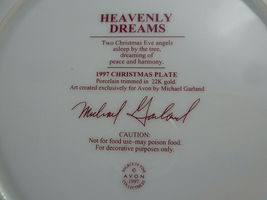 HEAVENLY
DREAMS
Two Christmas Eve angels
asleep by the tree,
dreaming of
peace and harmony.
1997 CHRISTMAS PLATE
Porcelain trimmed in 22K gold.
Art created exclusively for Avon by Michael Garland
Michael Garland
CAUTION:
Not for food use-may poison food.
For decorative purposes only.
©
AVON
1997
COLLECTIBLES